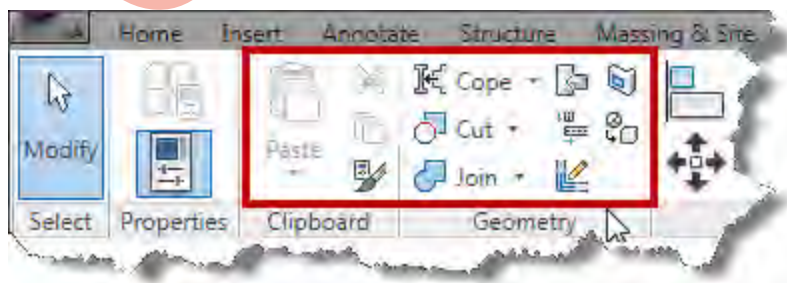 Home Insert Annotate Structure Massing & Site
Modify
Paste
Cope
Cut
Join
Select Properties Clipboard Geometry